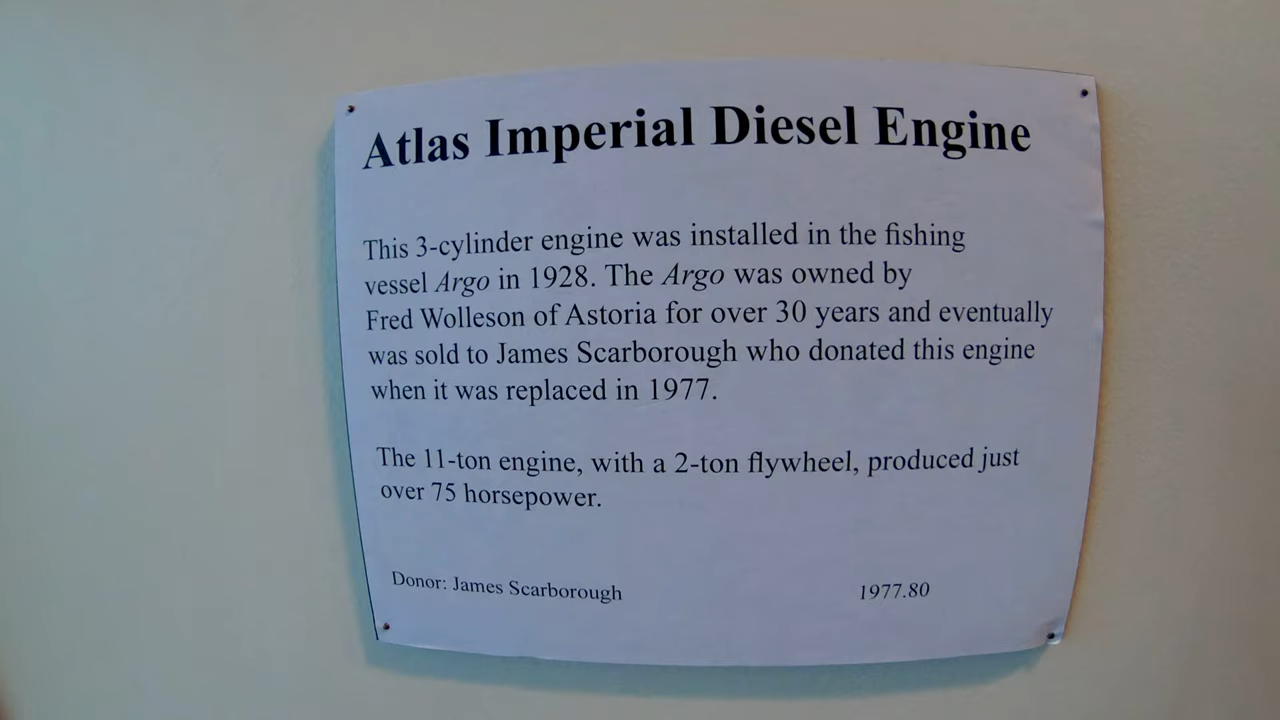 Atlas Imperial Diesel Engine
This 3-cylinder engine was installed in the fishing
vessel Argo in 1928. The Argo was owned by
Fred Wolleson of Astoria for over 30 years and eventually
was sold to James Scarborough who donated this engine
when it was replaced in 1977.
The 11-ton engine, with a 2-ton flywheel, produced just
over 75 horsepower.
Donor: James Scarborough 1977.80